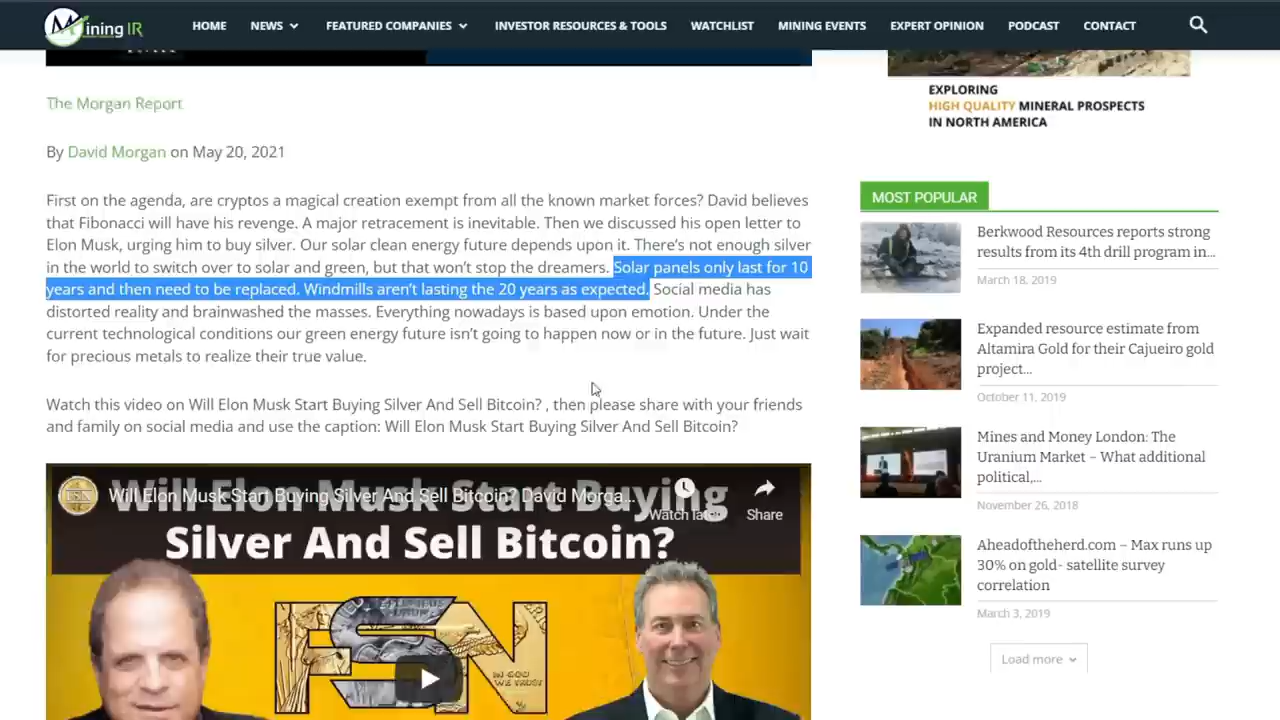 Mining IR
HOME
NEWS
FEATURED COMPANIES
INVESTOR RESOURCES & TOOLS
WATCHLIST
MINING EVENTS
EXPERT OPINION
PODCAST
CONTACT
The Morgan Report
By David Morgan on May 20, 2021
First on the agenda, are cryptos a magical creation exempt from all the known market forces? David believes
that Fibonacci will have his revenge. A major retracement is inevitable. Then we discussed his open letter to
Elon Musk, urging him to buy silver. Our solar clean energy future depends upon it. There’s not enough silver
in the world to switch over to solar and green, but that won’t stop the dreamers. Solar panels only last for 10
years and then need to be replaced. Windmills aren’t lasting the 20 years as expected. Social media has
distorted reality and brainwashed the masses. Everything nowadays is based upon emotion. Under the
current technological conditions our green energy future isn’t going to happen now or in the future. Just wait
for precious metals to realize their true value.
Watch this video on Will Elon Musk Start Buying Silver And Sell Bitcoin? , then please share with your friends
and family on social media and use the caption: Will Elon Musk Start Buying Silver And Sell Bitcoin?
FSN
Will Elon Musk Start Buying Silver And Sell Bitcoin? David Morga...
Watch later
Share
Will Elon Musk Start Buying
Silver And Sell Bitcoin?
FSN
IN GOD
WE TRUST
EXPLORING
HIGH QUALITY MINERAL PROSPECTS
IN NORTH AMERICA
MOST POPULAR
Berkwood Resources reports strong
results from its 4th drill program in...
March 18, 2019
Expanded resource estimate from
Altamira Gold for their Cajueiro gold
project...
October 11, 2019
Mines and Money London: The
Uranium Market – What additional
political,...
November 26, 2018
Aheadoftheherd.com – Max runs up
30% on gold- satellite survey
correlation
March 3, 2019
Load more